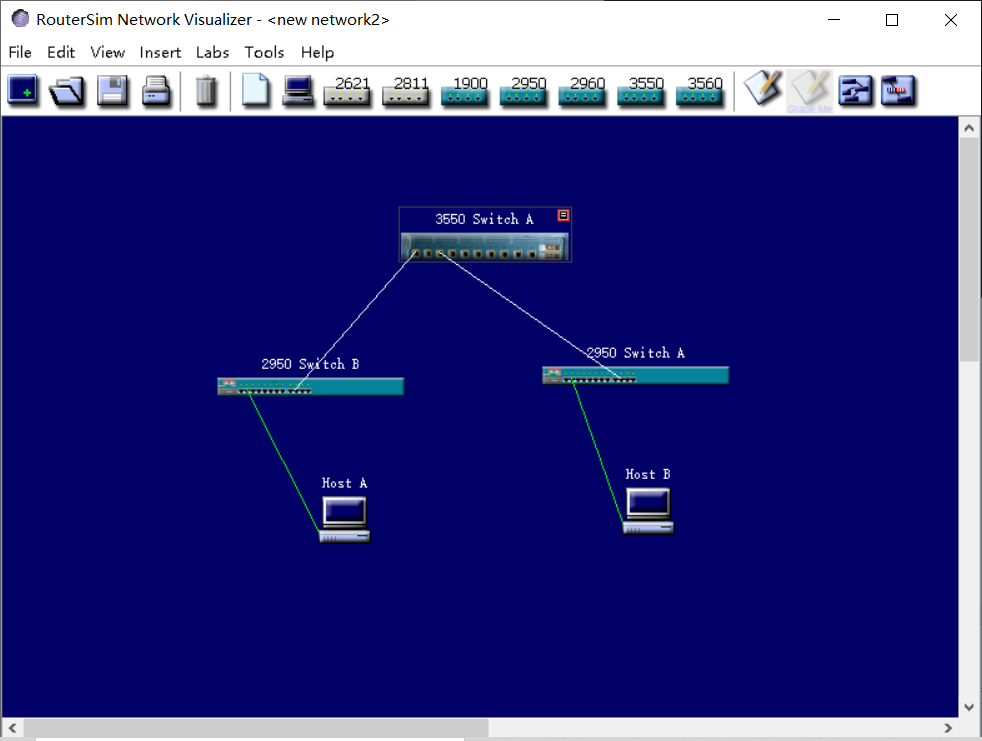 RouterSim Network Visualizer - <new network2>
File Edit View Insert Labs Tools Help
2621 2811 1900 2950 2960 3550 3560
Grade Me
3550 Switch A
2950 Switch B
2950 Switch A
Host A
Host B